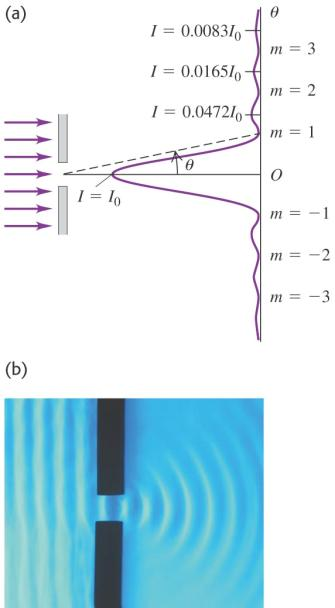 (a)
θ
I = 0.0083I₀
m = 3
I = 0.0165I₀
m = 2
I = 0.0472I₀
m = 1
θ
O
I = I₀
m = −1
m = −2
m = −3
(b)